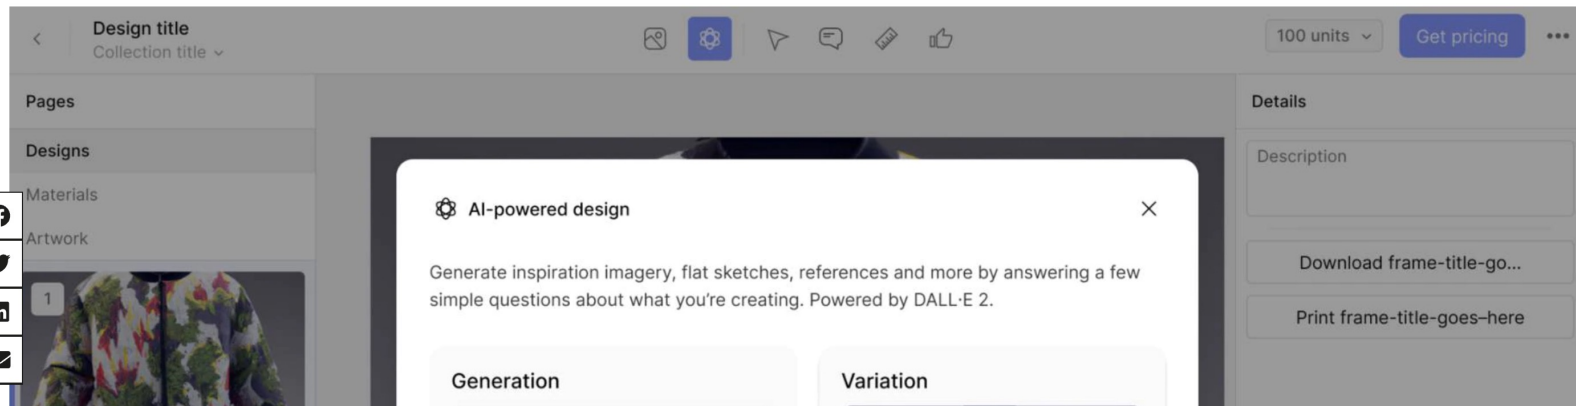 Design title
Collection title
100 units
Get pricing
Pages
Designs
Materials
Artwork
1
AI-powered design
Generate inspiration imagery, flat sketches, references and more by answering a few
simple questions about what you're creating. Powered by DALL·E 2.
Generation
Variation
Details
Description
Download frame-title-go...
Print frame-title-goes–here